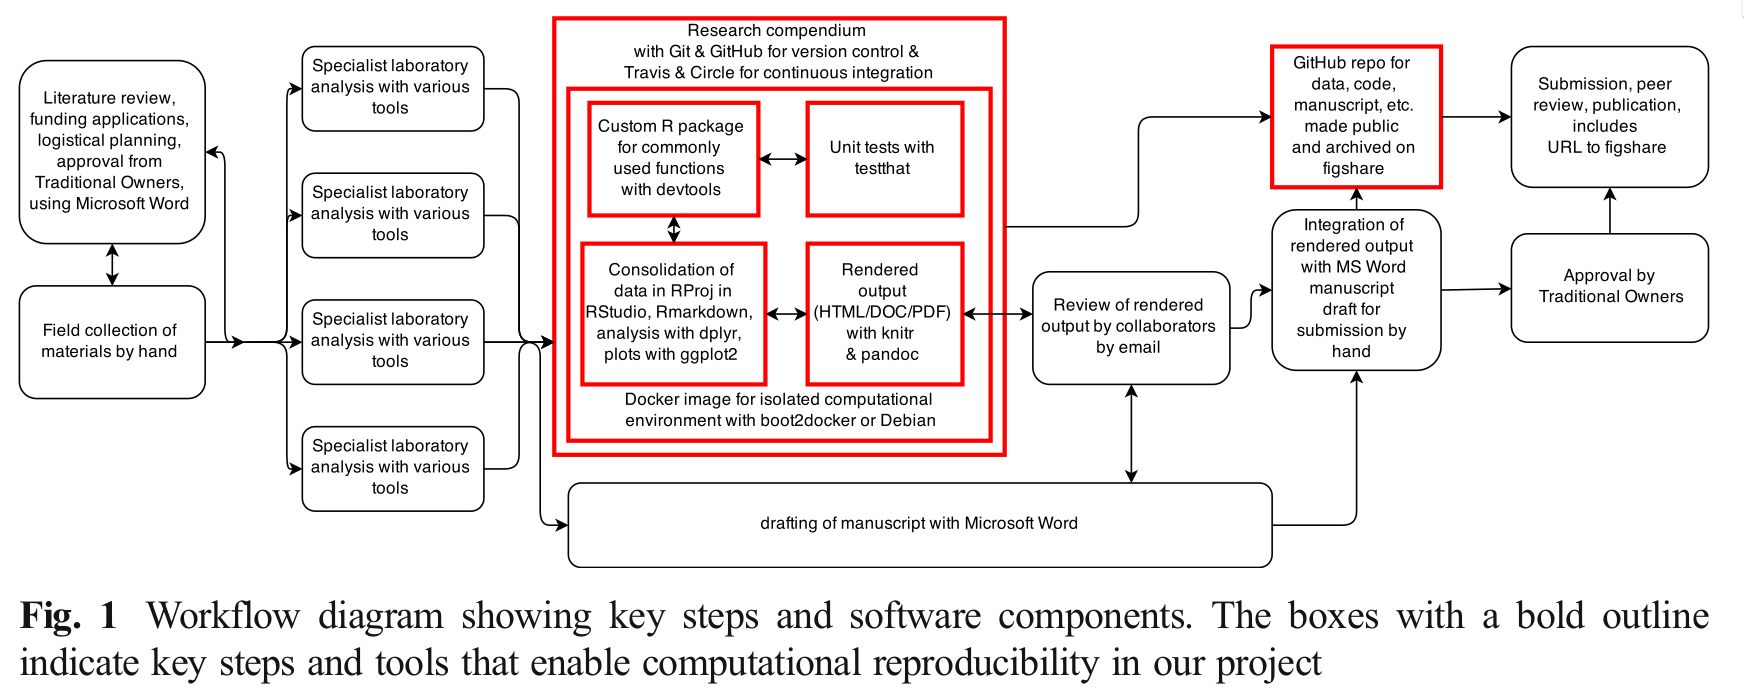 Literature review,
funding applications,
logistical planning,
approval from
Traditional Owners,
using Microsoft Word
Field collection of
materials by hand
Specialist laboratory
analysis with various
tools
Specialist laboratory
analysis with various
tools
Specialist laboratory
analysis with various
tools
Specialist laboratory
analysis with various
tools
Research compendium
with Git & GitHub for version control &
Travis & Circle for continuous integration
Custom R package
for commonly
used functions
with devtools
Unit tests with
testthat
Consolidation of
data in RProj in
RStudio, Rmarkdown,
analysis with dplyr,
plots with ggplot2
Rendered
output
(HTML/DOC/PDF)
with knitr
& pandoc
Docker image for isolated computational
environment with boot2docker or Debian
drafting of manuscript with Microsoft Word
Review of rendered
output by collaborators
by email
GitHub repo for
data, code,
manuscript, etc.
made public
and archived on
figshare
Integration of
rendered output
with MS Word
manuscript
draft for
submission by
hand
Submission, peer
review, publication,
includes
URL to figshare
Approval by
Traditional Owners
Fig. 1 Workflow diagram showing key steps and software components. The boxes with a bold outline
indicate key steps and tools that enable computational reproducibility in our project